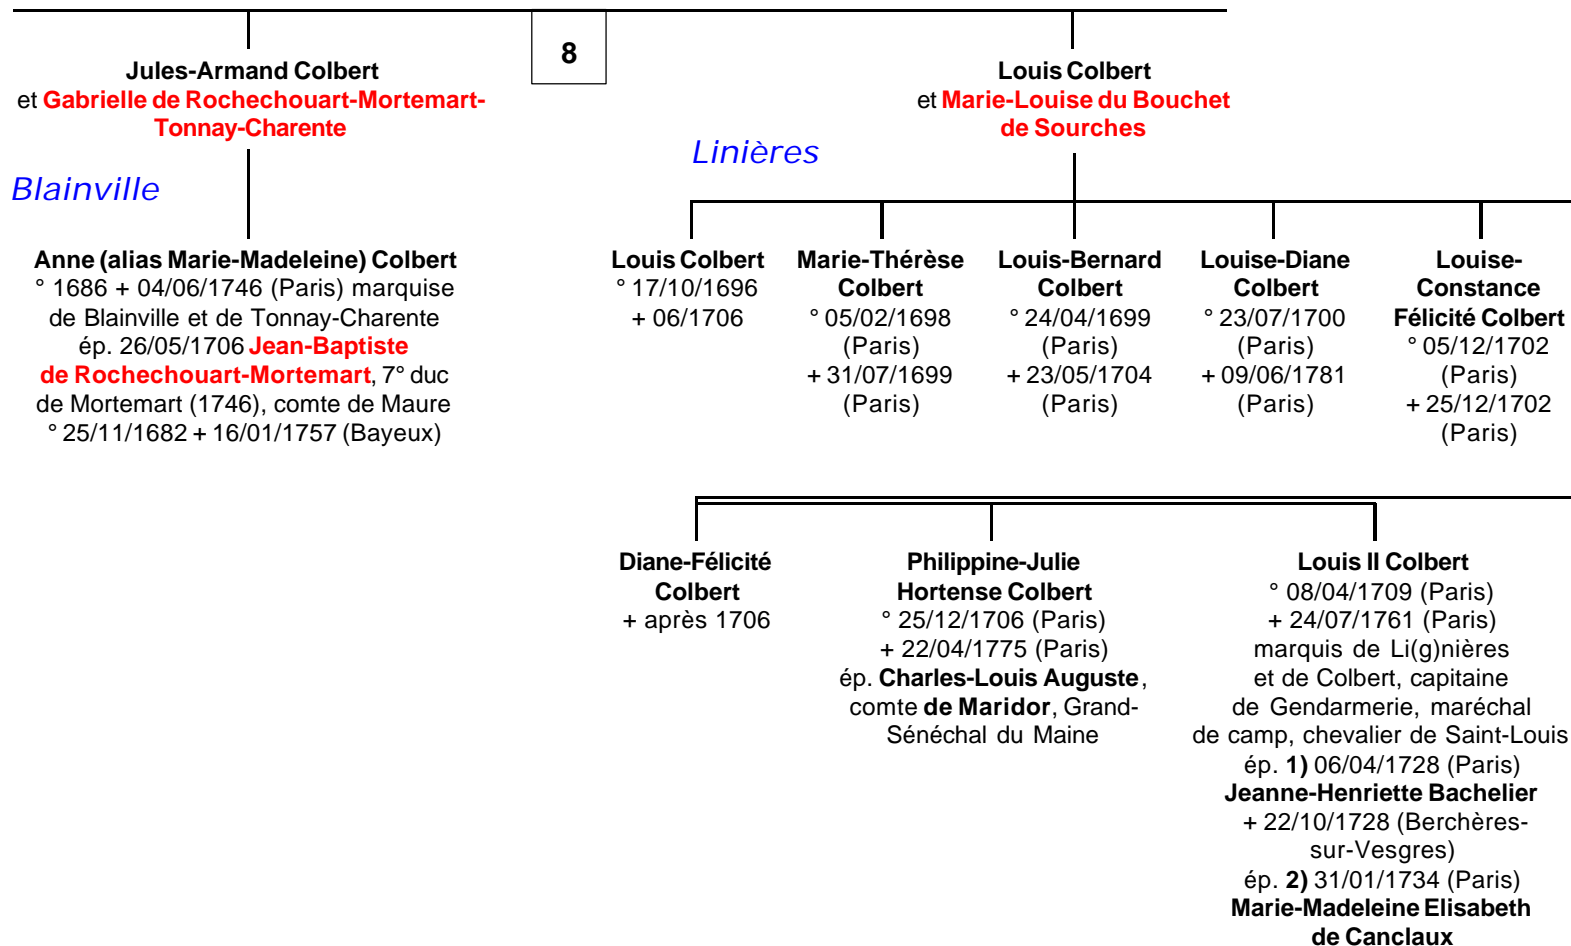 8
Jules-Armand Colbert
et Gabrielle de Rochechouart-Mortemart-
Tonnay-Charente
Louis Colbert
et Marie-Louise du Bouchet
de Sourches
Blainville
Linières
Anne (alias Marie-Madeleine) Colbert
° 1686 + 04/06/1746 (Paris) marquise
de Blainville et de Tonnay-Charente
ép. 26/05/1706 Jean-Baptiste
de Rochechouart-Mortemart, 7° duc
de Mortemart (1746), comte de Maure
° 25/11/1682 + 16/01/1757 (Bayeux)
Louis Colbert
° 17/10/1696
+ 06/1706
Marie-Thérèse
Colbert
° 05/02/1698
(Paris)
+ 31/07/1699
(Paris)
Louis-Bernard
Colbert
° 24/04/1699
(Paris)
+ 23/05/1704
(Paris)
Louise-Diane
Colbert
° 23/07/1700
(Paris)
+ 09/06/1781
(Paris)
Louise-
Constance
Félicité Colbert
° 05/12/1702
(Paris)
+ 25/12/1702
(Paris)
Diane-Félicité
Colbert
+ après 1706
Philippine-Julie
Hortense Colbert
° 25/12/1706 (Paris)
+ 22/04/1775 (Paris)
ép. Charles-Louis Auguste,
comte de Maridor, Grand-
Sénéchal du Maine
Louis II Colbert
° 08/04/1709 (Paris)
+ 24/07/1761 (Paris)
marquis de Li(g)nières
et de Colbert, capitaine
de Gendarmerie, maréchal
de camp, chevalier de Saint-Louis
ép. 1) 06/04/1728 (Paris)
Jeanne-Henriette Bachelier
+ 22/10/1728 (Berchères-
sur-Vesgres)
ép. 2) 31/01/1734 (Paris)
Marie-Madeleine Elisabeth
de Canclaux